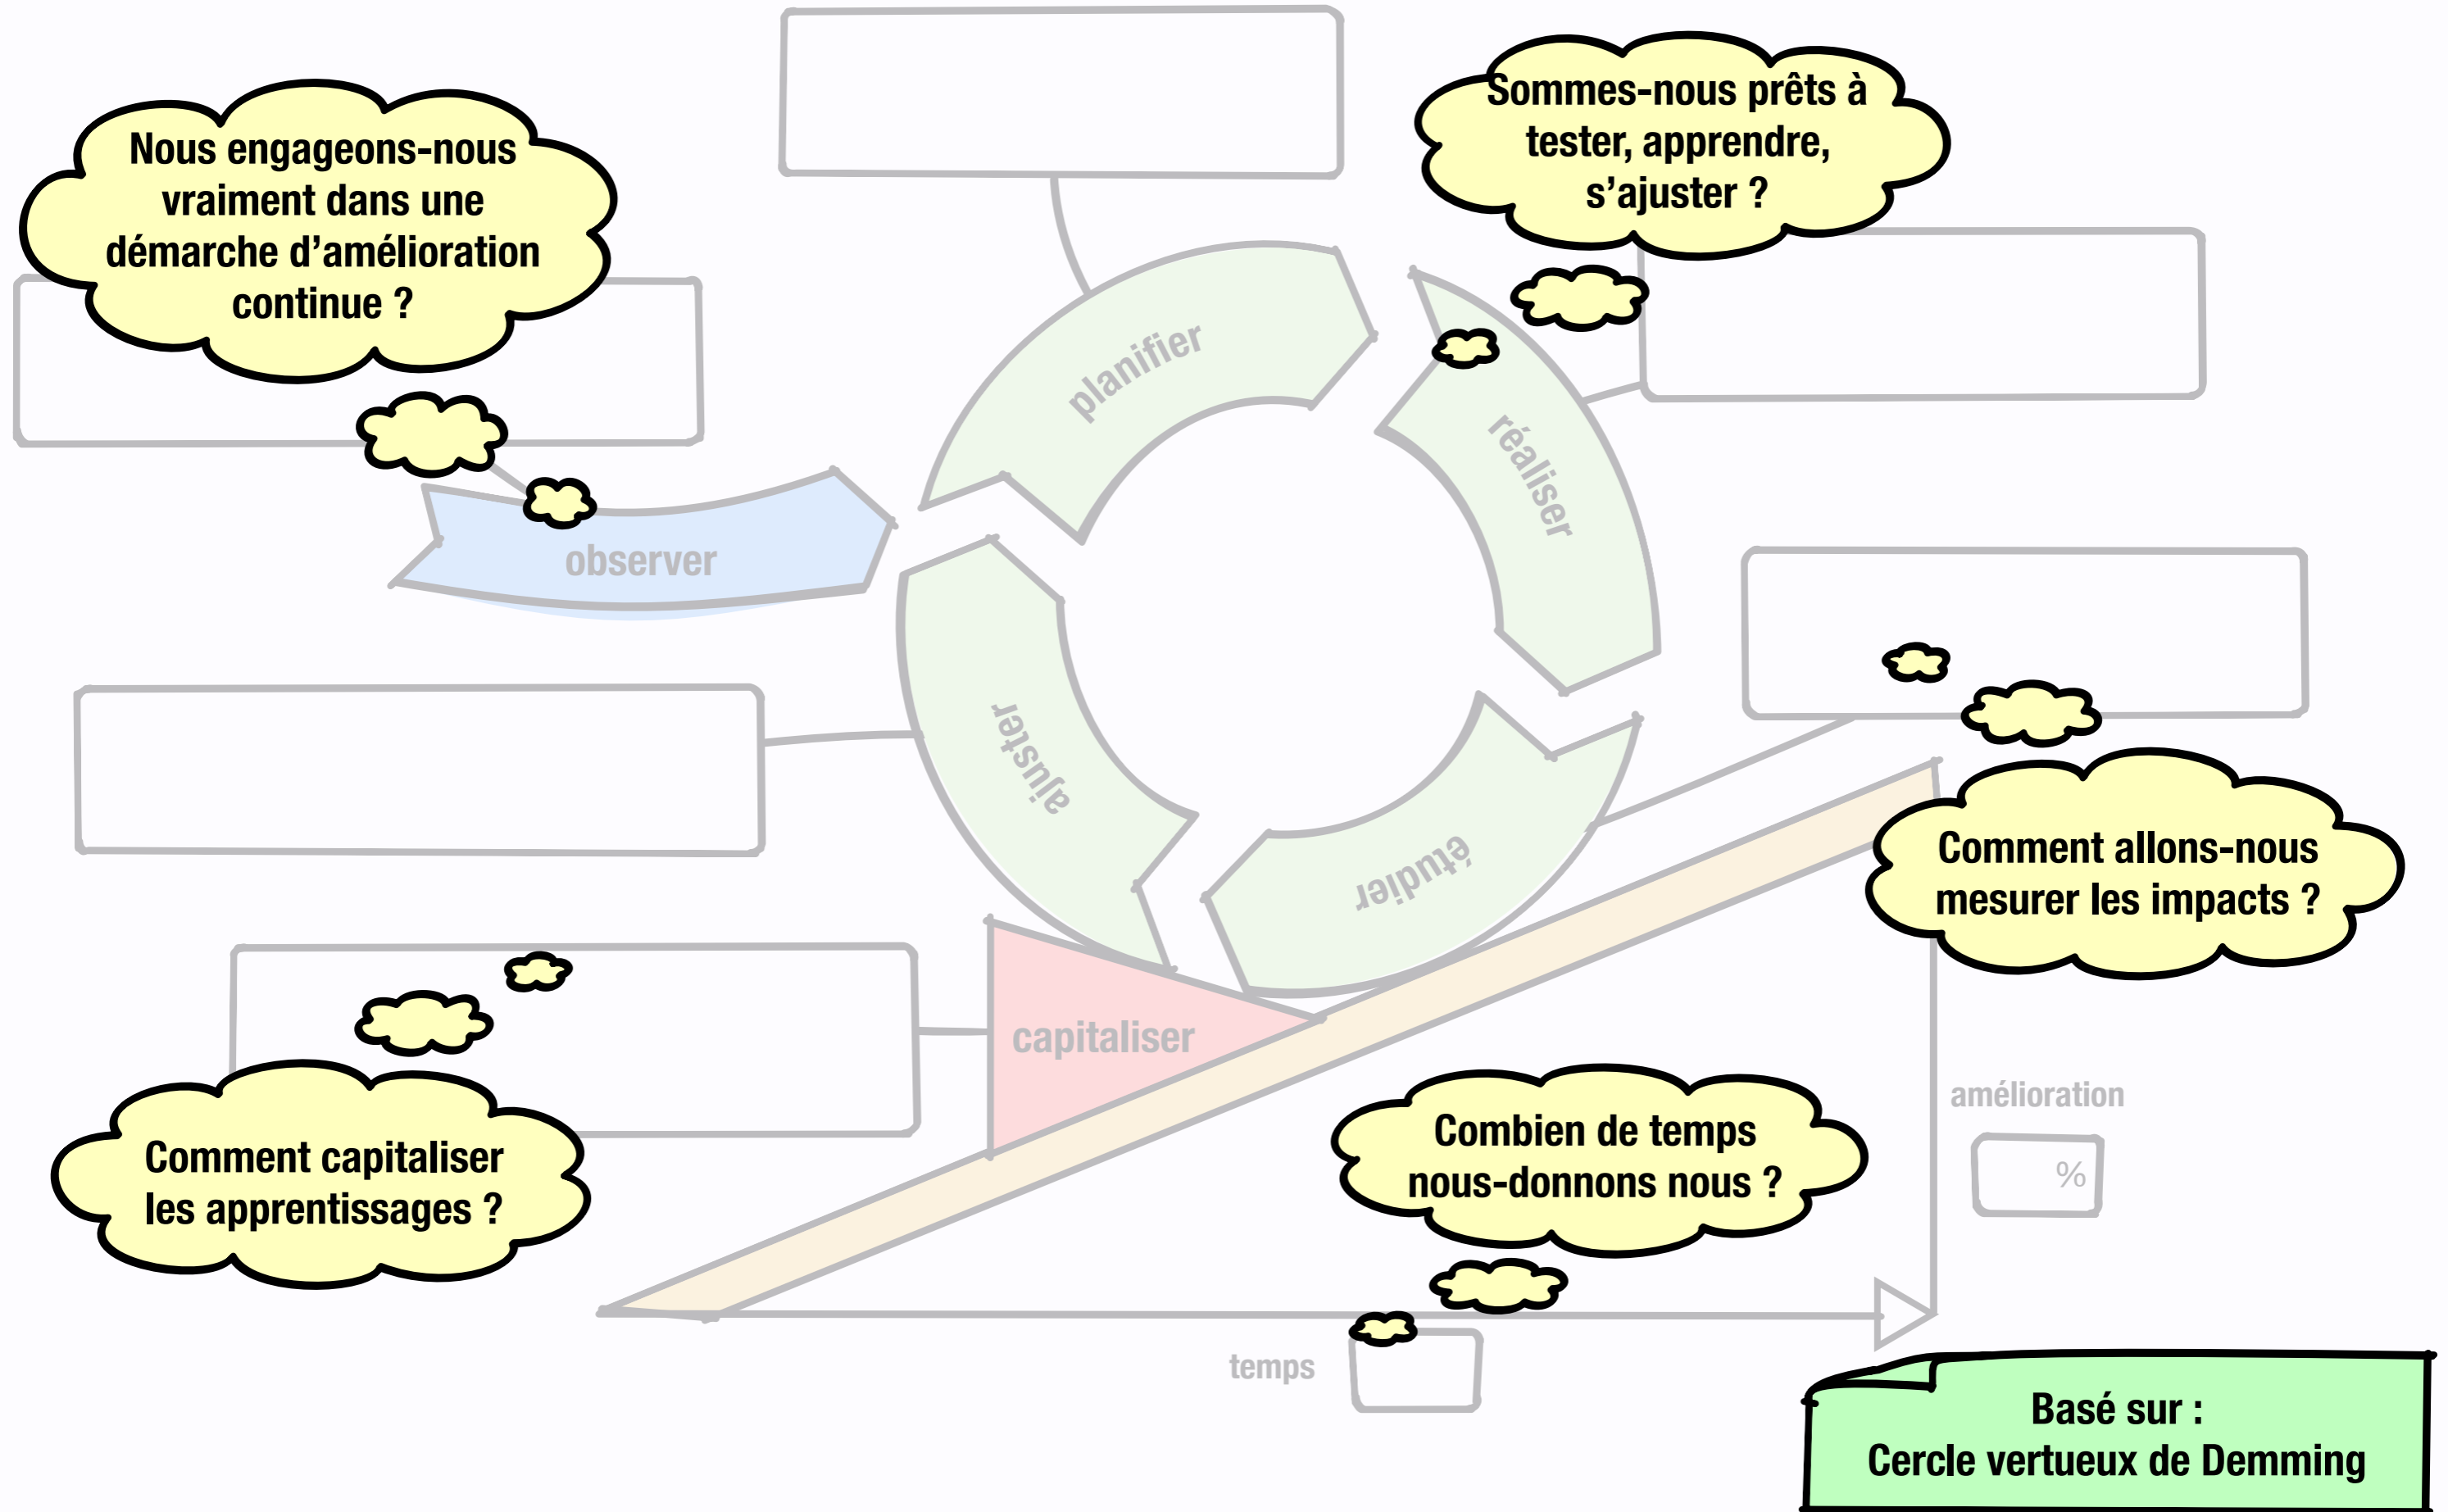 Nous engageons-nous
vraiment dans une
démarche d'amélioration
continue ?
Sommes-nous prêts à
tester, apprendre,
s'ajuster ?
planifier
réaliser
observer
ajuster
étudier
Comment allons-nous
mesurer les impacts ?
capitaliser
Comment capitaliser
les apprentissages ?
Combien de temps
nous-donnons nous ?
amélioration
%
temps
Basé sur :
Cercle vertueux de Demming